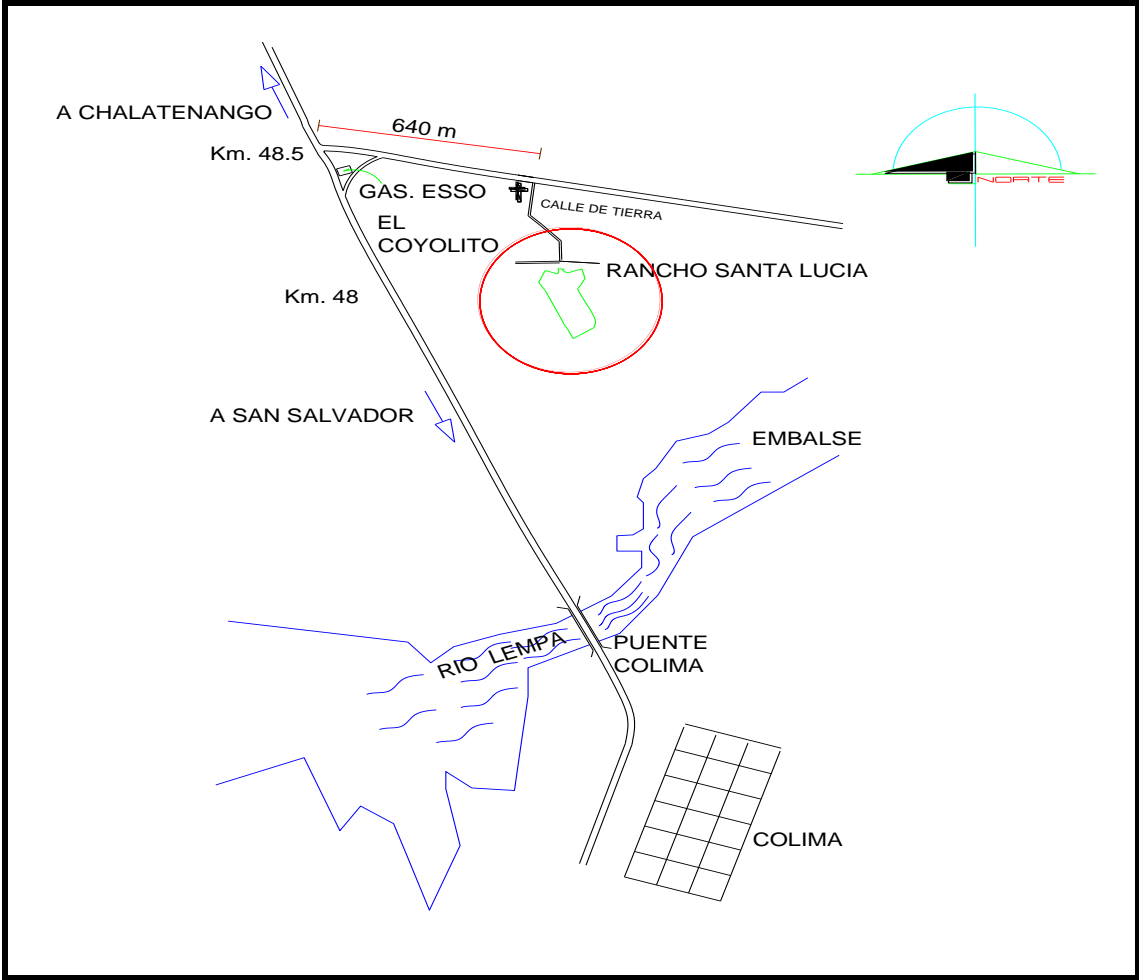 A CHALATENANGO
640 m
Km. 48.5
NORTE
GAS. ESSO
CALLE DE TIERRA
EL
COYOLITO
RANCHO SANTA LUCIA
Km. 48
A SAN SALVADOR
EMBALSE
RIO LEMPA
PUENTE
COLIMA
COLIMA